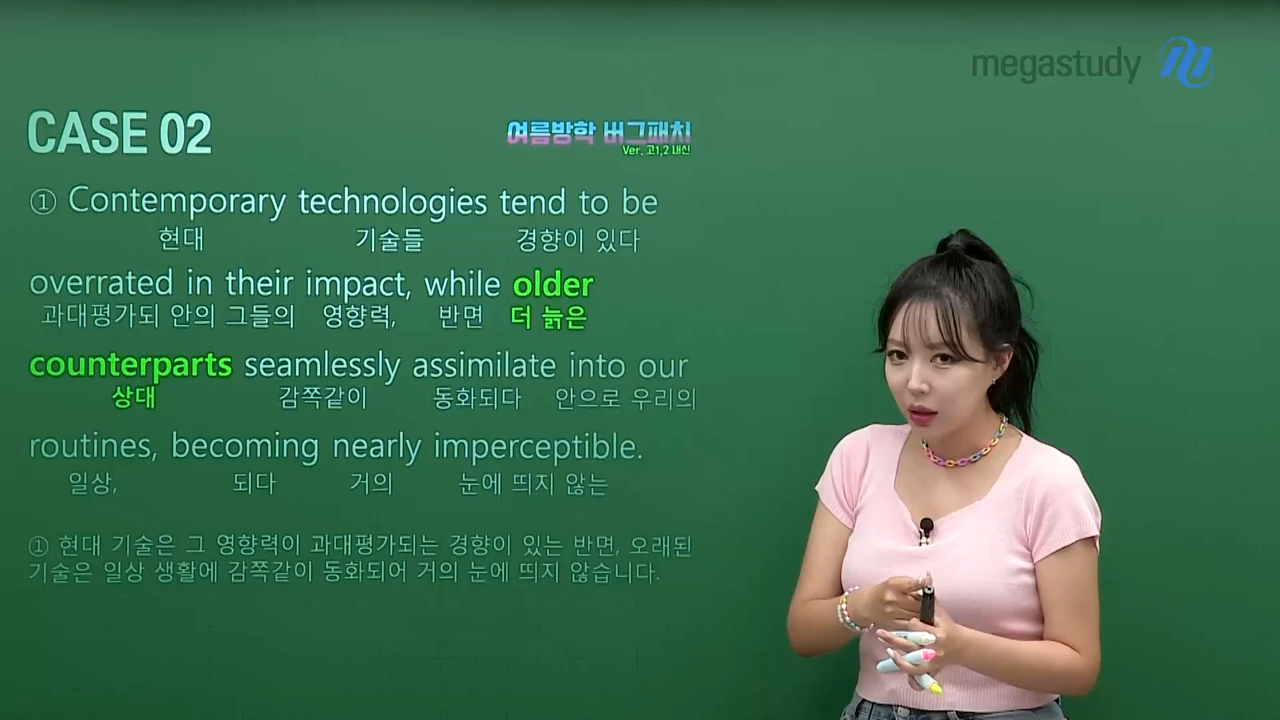 megastudy
CASE 02
여름방학 버그패치
Ver. 고1,2 내신
① Contemporary technologies tend to be
현대 기술들 경향이 있다
overrated in their impact, while older
과대평가되 안의 그들의 영향력, 반면 더 늙은
counterparts seamlessly assimilate into our
상대 감쪽같이 동화되다 안으로 우리의
routines, becoming nearly imperceptible.
일상, 되다 거의 눈에 띄지 않는
① 현대 기술은 그 영향력이 과대평가되는 경향이 있는 반면, 오래된
기술은 일상 생활에 감쪽같이 동화되어 거의 눈에 띄지 않습니다.